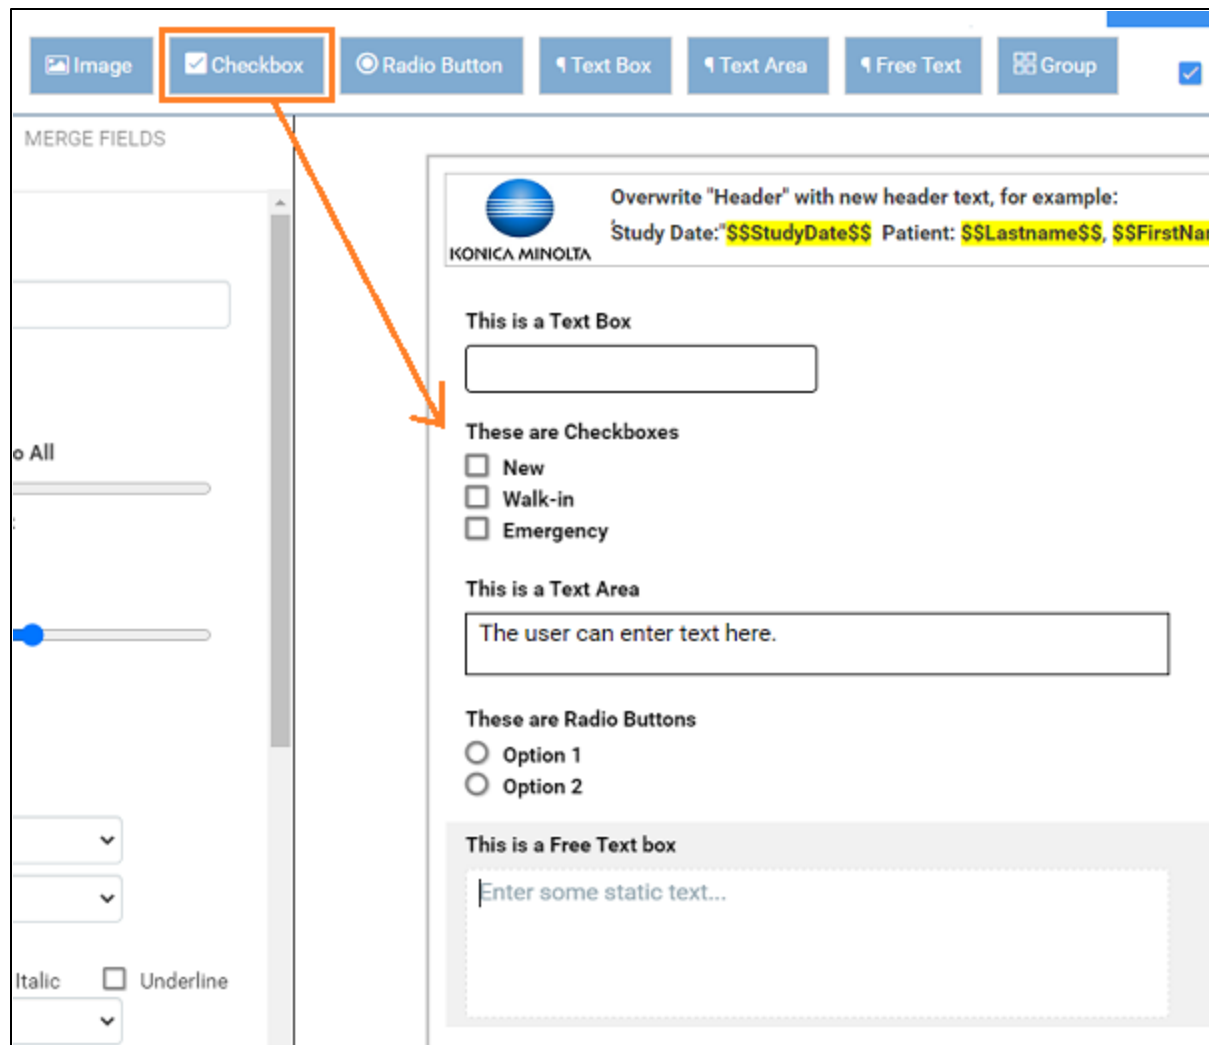 Image Checkbox Radio Button ¶ Text Box ¶ Text Area ¶ Free Text Group
MERGE FIELDS
Overwrite "Header" with new header text, for example:
Study Date:"$$StudyDate$$ Patient: $$Lastname$$, $$FirstNa
KONICA MINOLTA
This is a Text Box
These are Checkboxes
o All
New
Walk-in
Emergency
This is a Text Area
The user can enter text here.
These are Radio Buttons
Option 1
Option 2
This is a Free Text box
Enter some static text...
Italic Underline